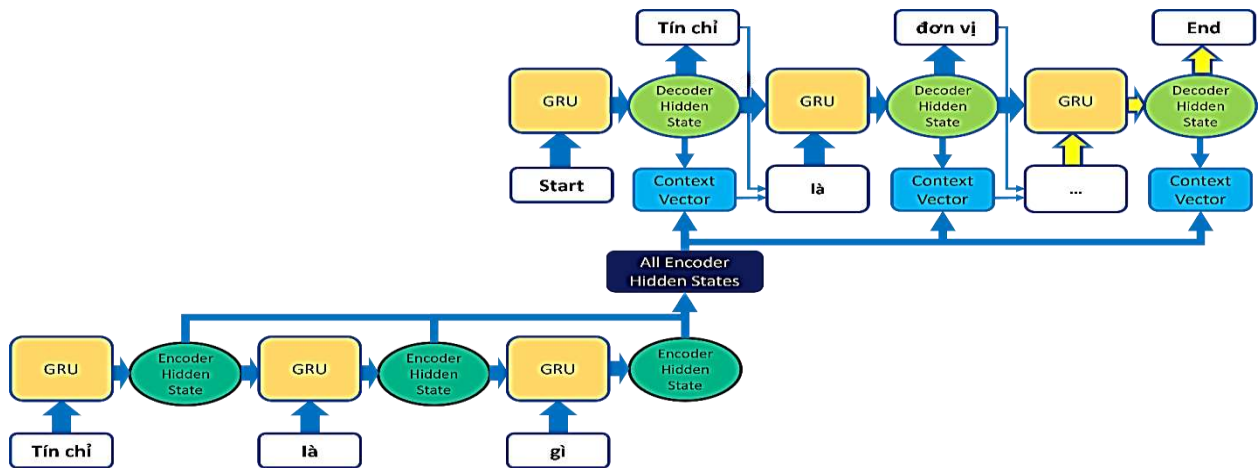 Tín chỉ
đơn vị
End
GRU
Decoder
Hidden
State
GRU
Decoder
Hidden
State
GRU
Decoder
Hidden
State
Start
Context
Vector
là
Context
Vector
...
Context
Vector
All Encoder
Hidden States
GRU
Encoder
Hidden
State
GRU
Encoder
Hidden
State
GRU
Encoder
Hidden
State
Tín chỉ
là
gì